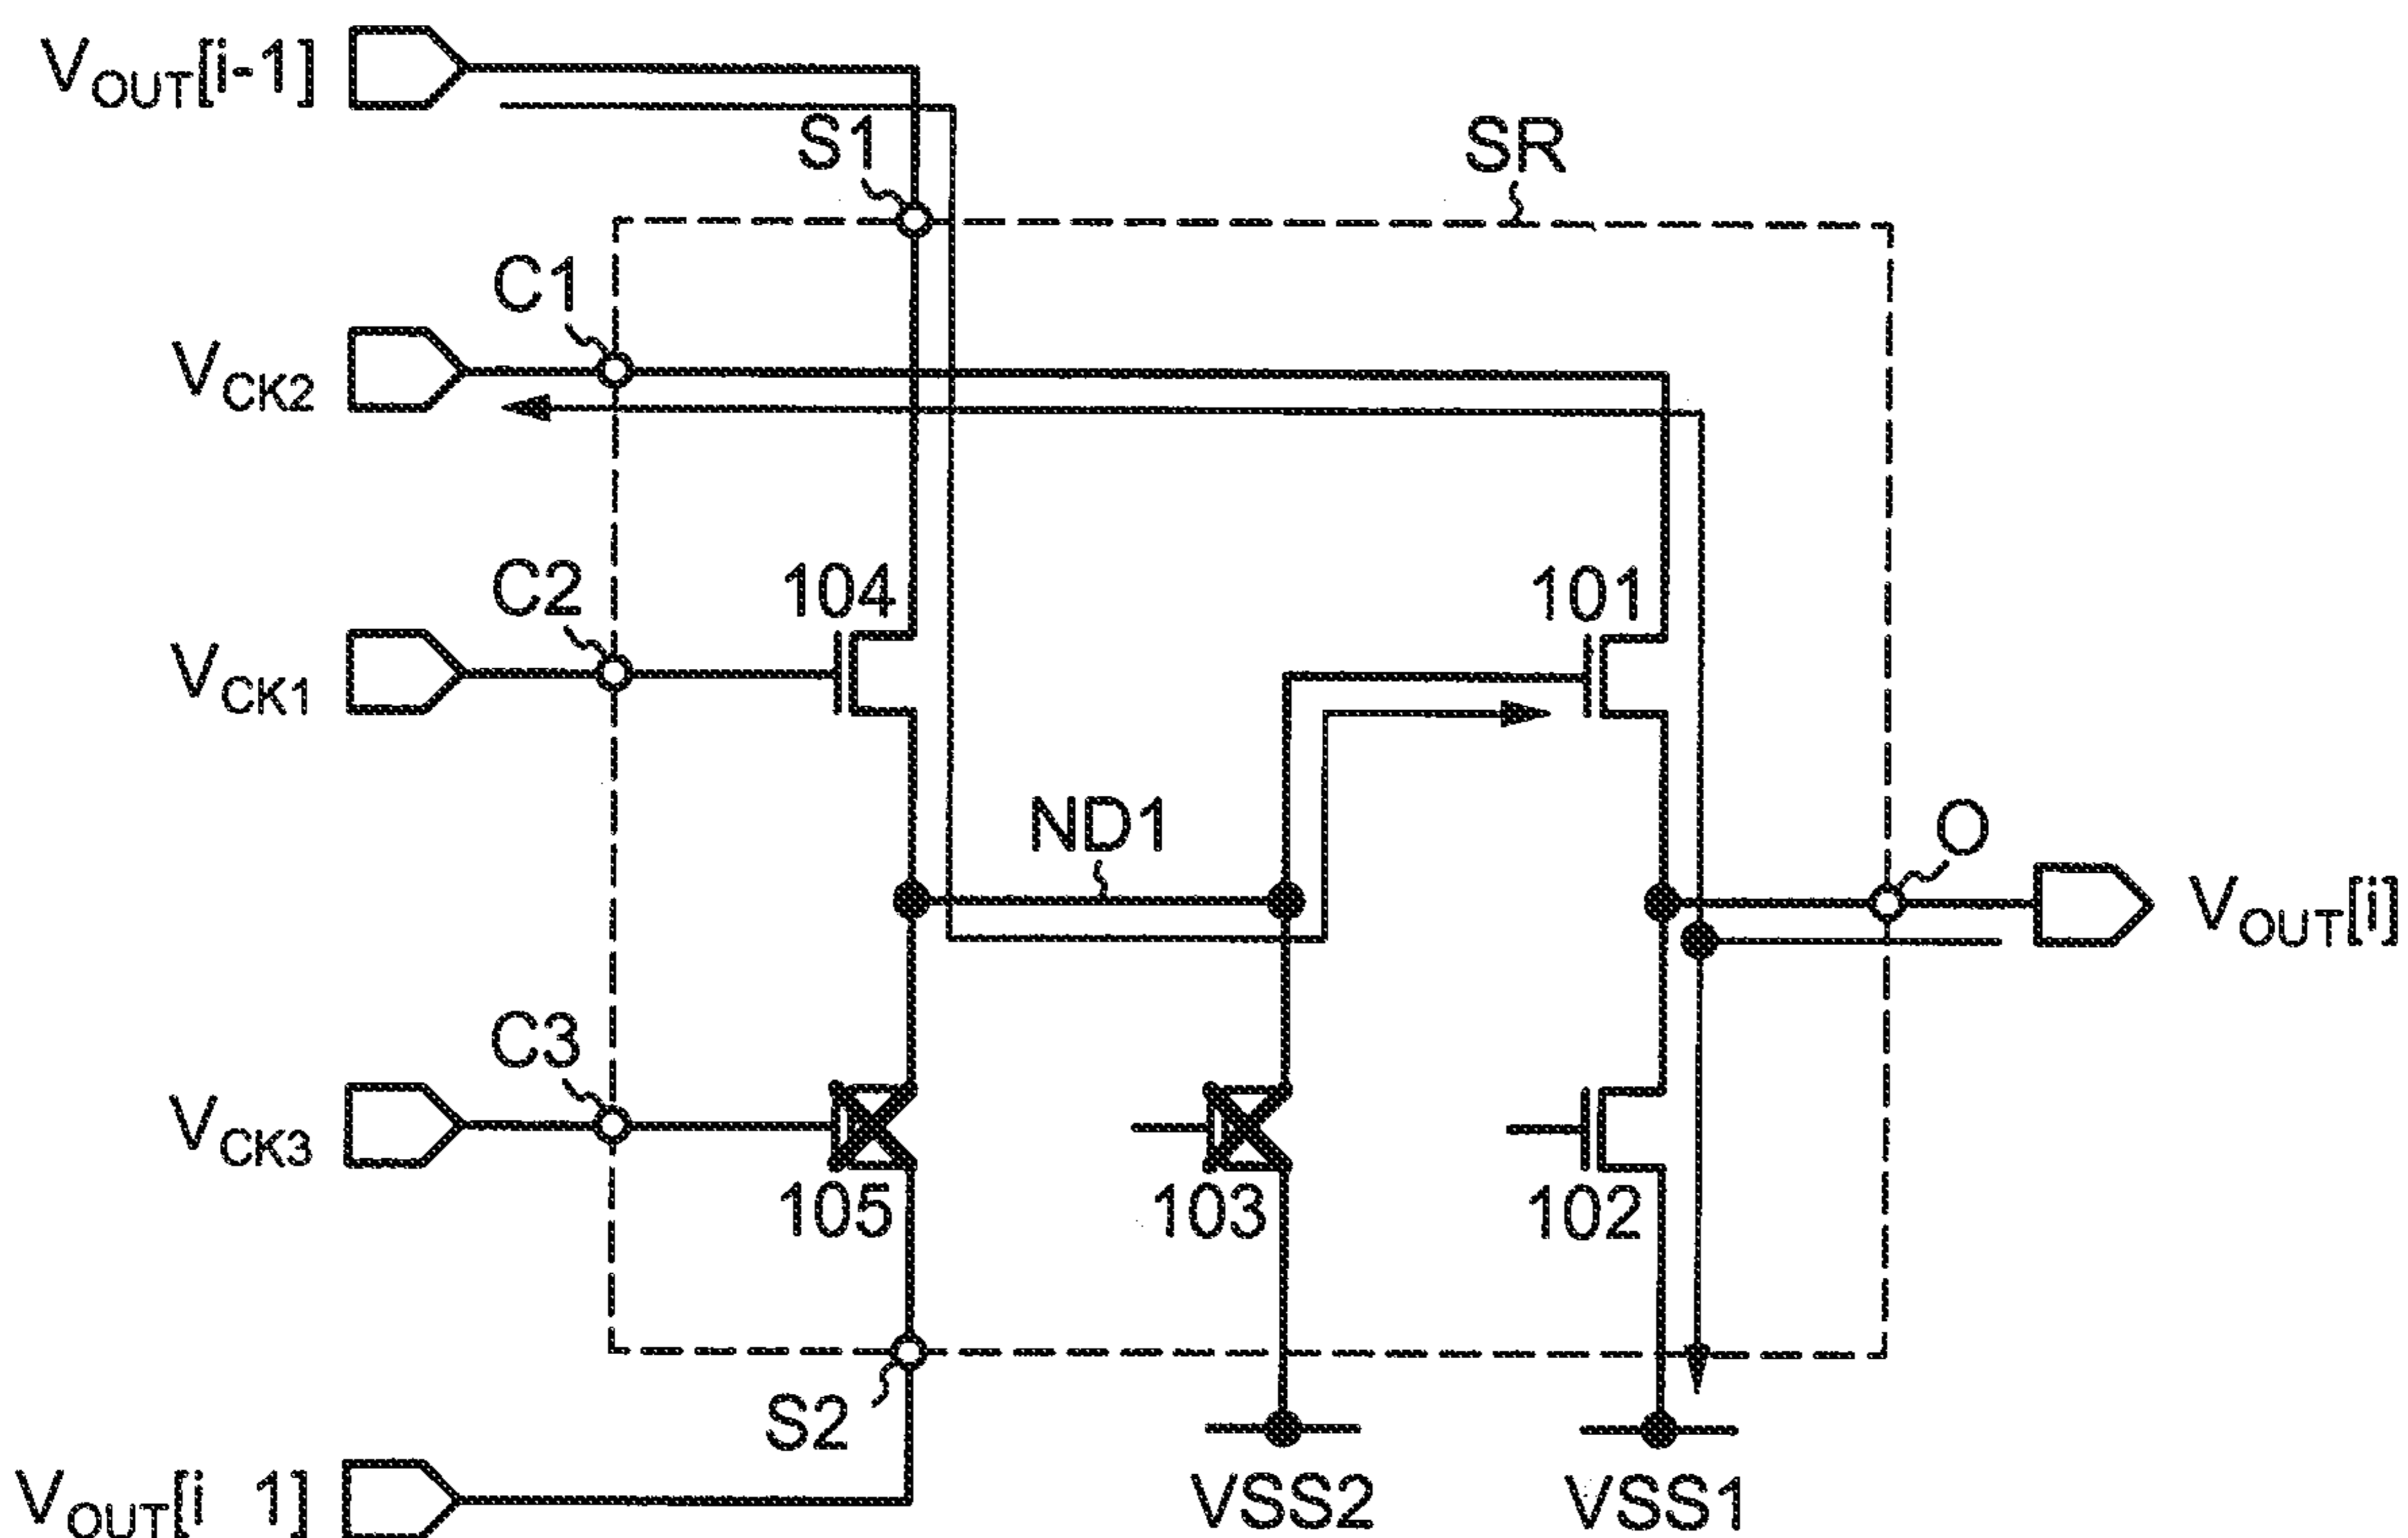 VOUT[i-1]
S1
SR
C1
VCK2
C2
104
101
VCK1
ND1
O
VOUT[i]
C3
VCK3
105
103
102
S2
VOUT[i 1]
VSS2
VSS1